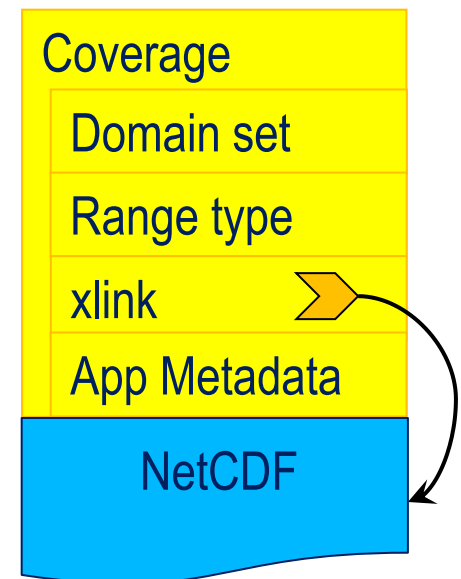 Coverage
Domain set
Range type
xlink
App Metadata
NetCDF